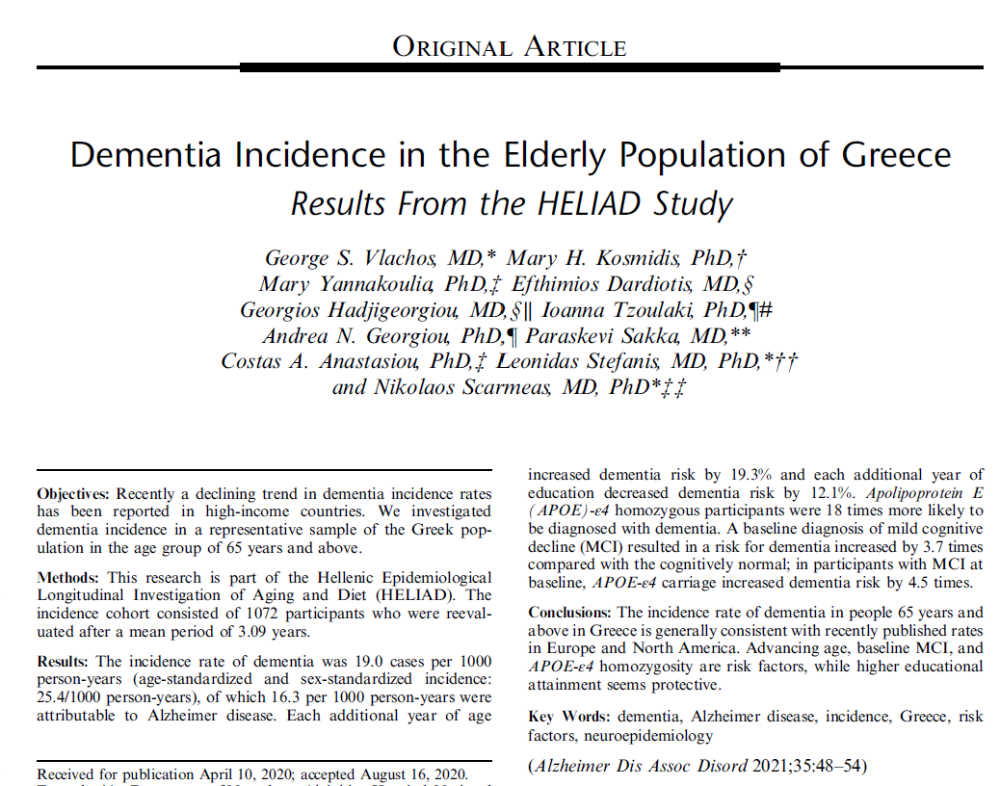 ORIGINAL ARTICLE
Dementia Incidence in the Elderly Population of Greece
Results From the HELIAD Study
George S. Vlachos, MD,* Mary H. Kosmidis, PhD,†
Mary Yannakoulia, PhD,‡ Efthimios Dardiotis, MD,§
Georgios Hadjigeorgiou, MD,§∥ Ioanna Tzoulaki, PhD,¶#
Andrea N. Georgiou, PhD,¶ Paraskevi Sakka, MD,**
Costas A. Anastasiou, PhD,‡ Leonidas Stefanis, MD, PhD,*††
and Nikolaos Scarmeas, MD, PhD*‡‡
Objectives: Recently a declining trend in dementia incidence rates
has been reported in high-income countries. We investigated
dementia incidence in a representative sample of the Greek pop-
ulation in the age group of 65 years and above.
Methods: This research is part of the Hellenic Epidemiological
Longitudinal Investigation of Aging and Diet (HELIAD). The
incidence cohort consisted of 1072 participants who were reeval-
uated after a mean period of 3.09 years.
Results: The incidence rate of dementia was 19.0 cases per 1000
person-years (age-standardized and sex-standardized incidence:
25.4/1000 person-years), of which 16.3 per 1000 person-years were
attributable to Alzheimer disease. Each additional year of age
Received for publication April 10, 2020; accepted August 16, 2020.
increased dementia risk by 19.3% and each additional year of
education decreased dementia risk by 12.1%. Apolipoprotein E
(APOE)-ε4 homozygous participants were 18 times more likely to
be diagnosed with dementia. A baseline diagnosis of mild cognitive
decline (MCI) resulted in a risk for dementia increased by 3.7 times
compared with the cognitively normal; in participants with MCI at
baseline, APOE-ε4 carriage increased dementia risk by 4.5 times.
Conclusions: The incidence rate of dementia in people 65 years and
above in Greece is generally consistent with recently published rates
in Europe and North America. Advancing age, baseline MCI, and
APOE-ε4 homozygosity are risk factors, while higher educational
attainment seems protective.
Key Words: dementia, Alzheimer disease, incidence, Greece, risk
factors, neuroepidemiology
(Alzheimer Dis Assoc Disord 2021;35:48–54)